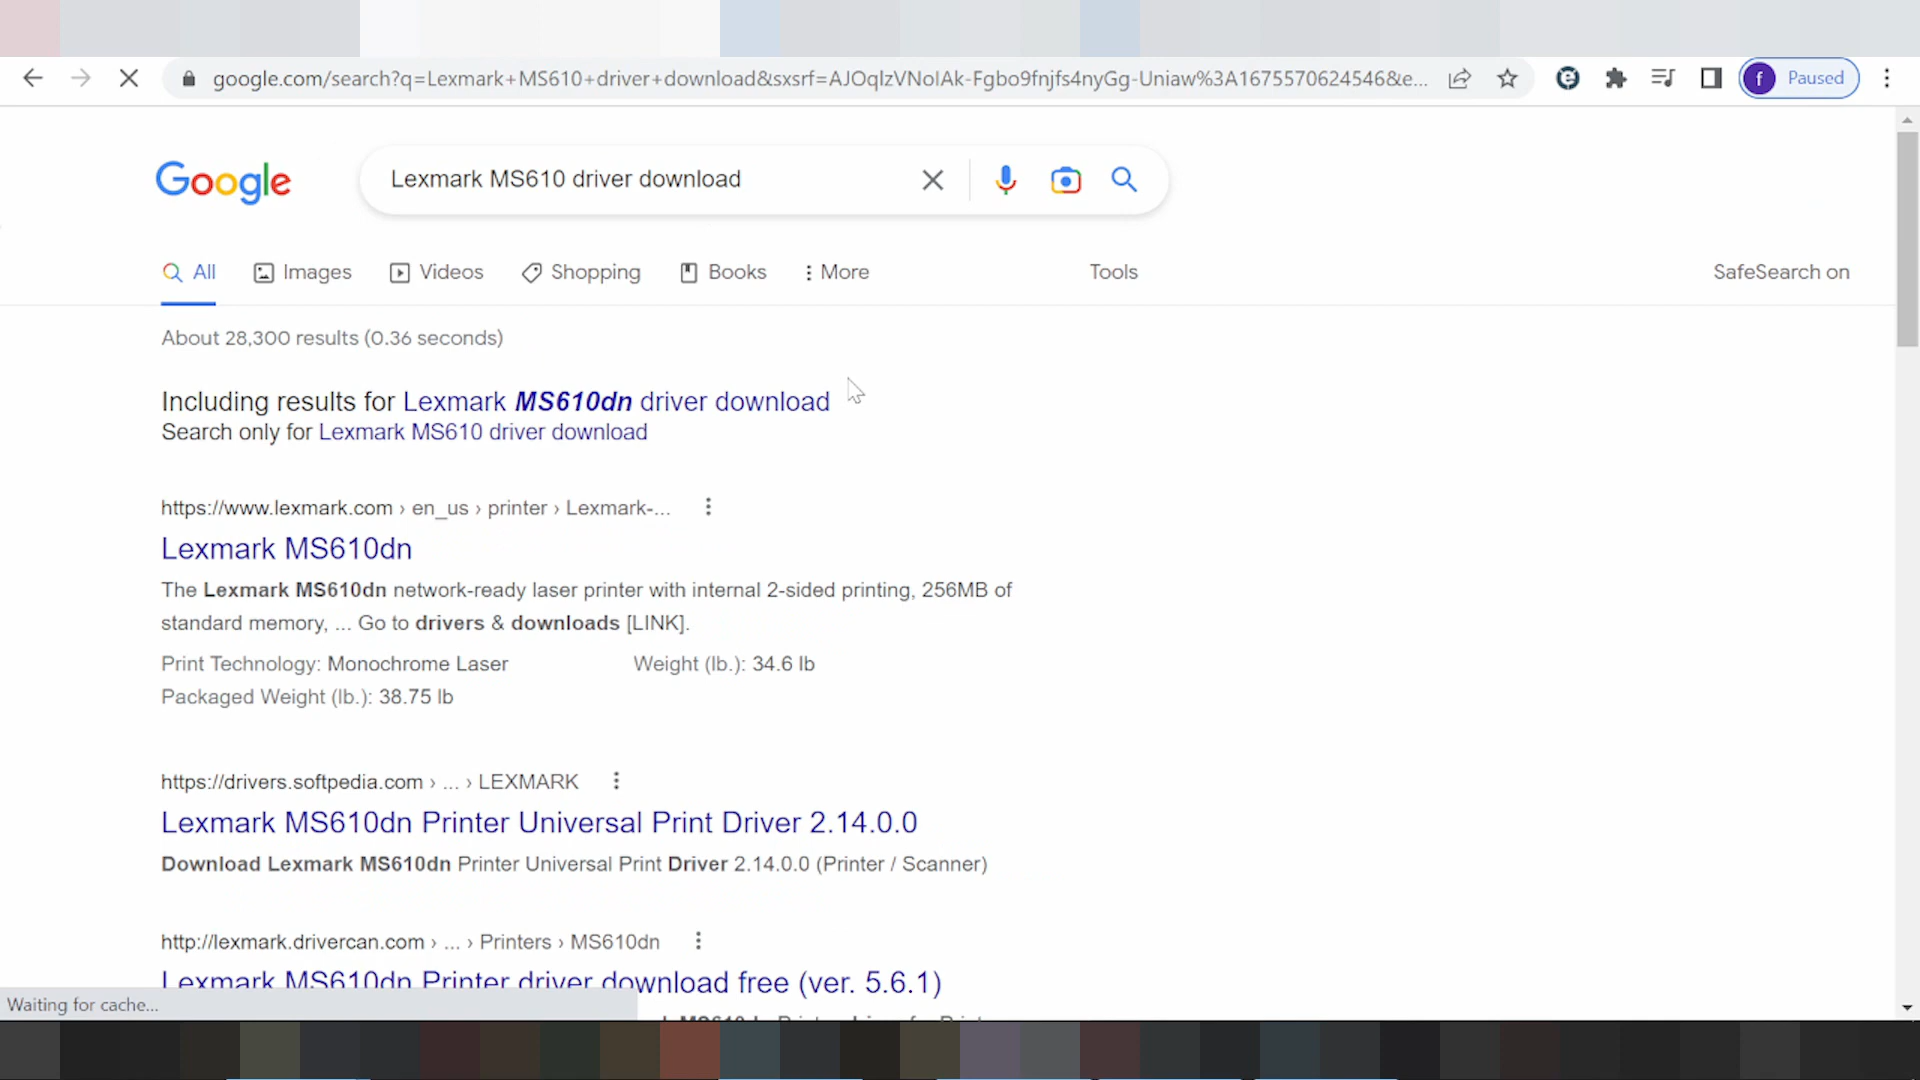 google.com/search?q=Lexmark+MS610+driver+download&sxsrf=AJOqlzVNoIAk-Fgbo9fnjfs4nyGg-Uniaw%3A1675570624546&e...
f Paused
Google
Lexmark MS610 driver download
All Images Videos Shopping Books More Tools SafeSearch on
About 28,300 results (0.36 seconds)
Including results for Lexmark MS610dn driver download
Search only for Lexmark MS610 driver download
https://www.lexmark.com › en_us › printer › Lexmark-...
Lexmark MS610dn
The Lexmark MS610dn network-ready laser printer with internal 2-sided printing, 256MB of
standard memory, ... Go to drivers & downloads [LINK].
Print Technology: Monochrome Laser Weight (lb.): 34.6 lb
Packaged Weight (lb.): 38.75 lb
https://drivers.softpedia.com › ... › LEXMARK
Lexmark MS610dn Printer Universal Print Driver 2.14.0.0
Download Lexmark MS610dn Printer Universal Print Driver 2.14.0.0 (Printer / Scanner)
http://lexmark.drivercan.com › ... › Printers › MS610dn
Lexmark MS610dn Printer driver download free (ver. 5.6.1)
Waiting for cache...